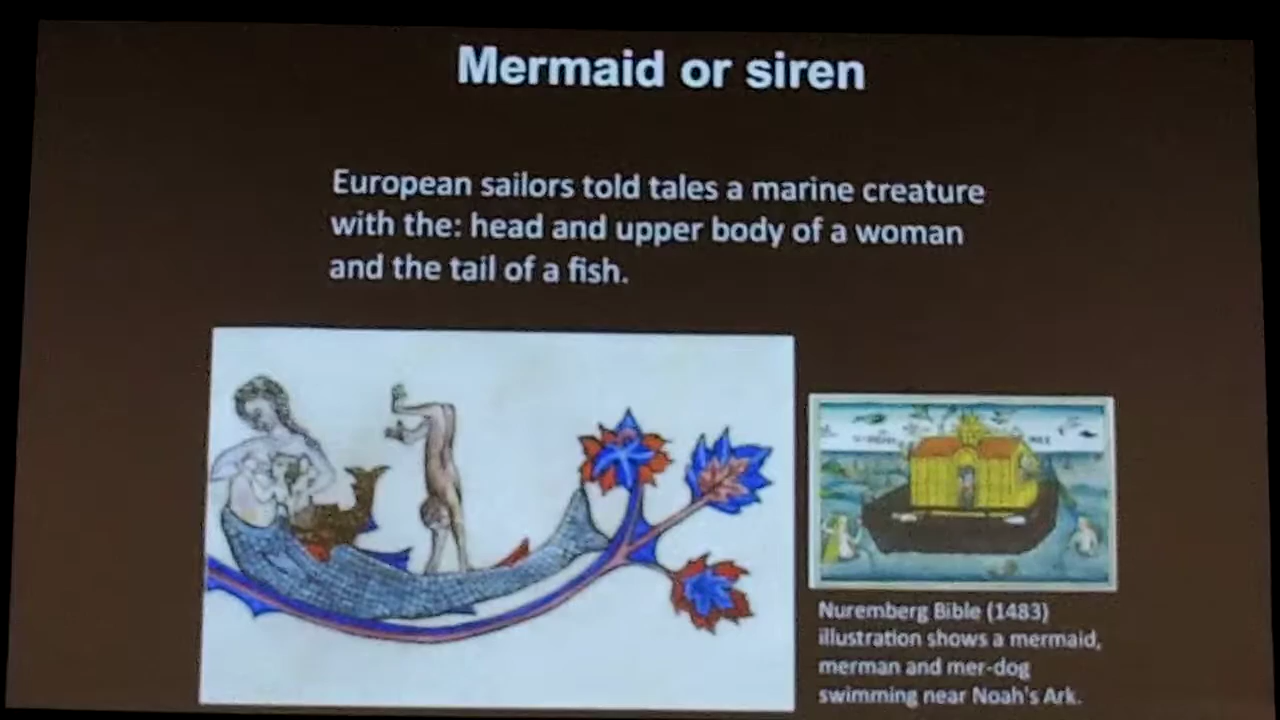 Mermaid or siren
European sailors told tales a marine creature
with the: head and upper body of a woman
and the tail of a fish.
Nuremberg Bible (1483)
illustration shows a mermaid,
merman and mer-dog
swimming near Noah's Ark.